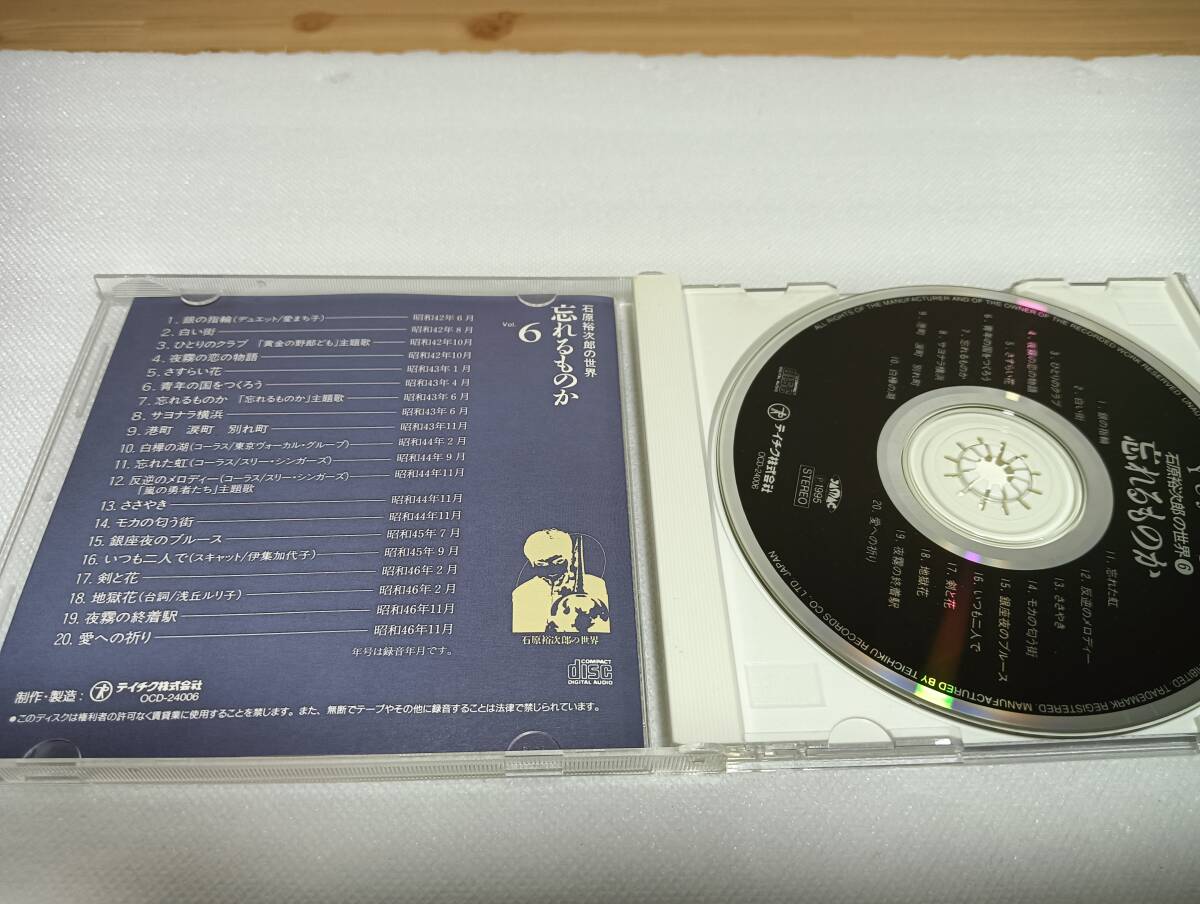 石原裕次郎の世界
忘れるものか
Vol. 6
1. 銀の指輪(デュエット/愛まち子) 昭和42年 6月
2. 白い街 昭和42年 8月
3. ひとりのクラブ 「黄金の野郎ども」主題歌 昭和42年10月
4. 夜霧の恋の物語 昭和42年10月
5. さすらい花 昭和43年 1月
6. 青年の国をつくろう 昭和43年 4月
7. 忘れるものか 「忘れるものか」主題歌 昭和43年 6月
8. サヨナラ横浜 昭和43年 6月
9. 港町 涙町 別れ町 昭和43年11月
10. 白樺の湖(コーラス/東京ヴォーカル・グループ) 昭和44年 2月
11. 忘れた虹(コーラス/スリー・シンガーズ) 昭和44年 9月
12. 反逆のメロディー(コーラス/スリー・シンガーズ) 昭和44年11月
「嵐の勇者たち」主題歌
13. ささやき 昭和44年11月
14. モカの匂う街 昭和44年11月
15. 銀座夜のブルース 昭和45年 7月
16. いつも二人で(スキャット/伊集加代子) 昭和45年 9月
17. 剣と花 昭和46年 2月
18. 地獄花(台詞/浅丘ルリ子) 昭和46年 2月
19. 夜霧の終着駅 昭和46年11月
20. 愛への祈り 昭和46年11月
年号は録音年月です。
石原裕次郎の世界
COMPACT
disc
DIGITAL AUDIO
制作・製造: テイチク株式会社
OCD-24006
●このディスクは権利者の許可なく賃貸業に使用することを禁じます。また、無断でテープやその他に録音することは法律で禁じられています。
石原裕次郎の世界 6
忘れるものか
1. 銀の指輪
2. 白い街
3. ひとりのクラブ
4. 夜霧の恋の物語
5. さすらい花
6. 青年の国をつくろう
7. 忘れるものか
8. サヨナラ横浜
9. 港町 涙町 別れ町
10. 白樺の湖
11. 忘れた虹
12. 反逆のメロディー
13. ささやき
14. モカの匂う街
15. 銀座夜のブルース
16. いつも二人で
17. 剣と花
18. 地獄花
19. 夜霧の終着駅
20. 愛への祈り
COMPACT
disc
DIGITAL AUDIO
テイチク株式会社
OCD-24006
℗ 1995
STEREO
ALL RIGHTS OF THE MANUFACTURER AND OF THE OWNER OF THE RECORDED WORK RESERVED.
TRADEMARK REGISTERED. MANUFACTURED BY TEICHIKU RECORDS CO., LTD. JAPAN